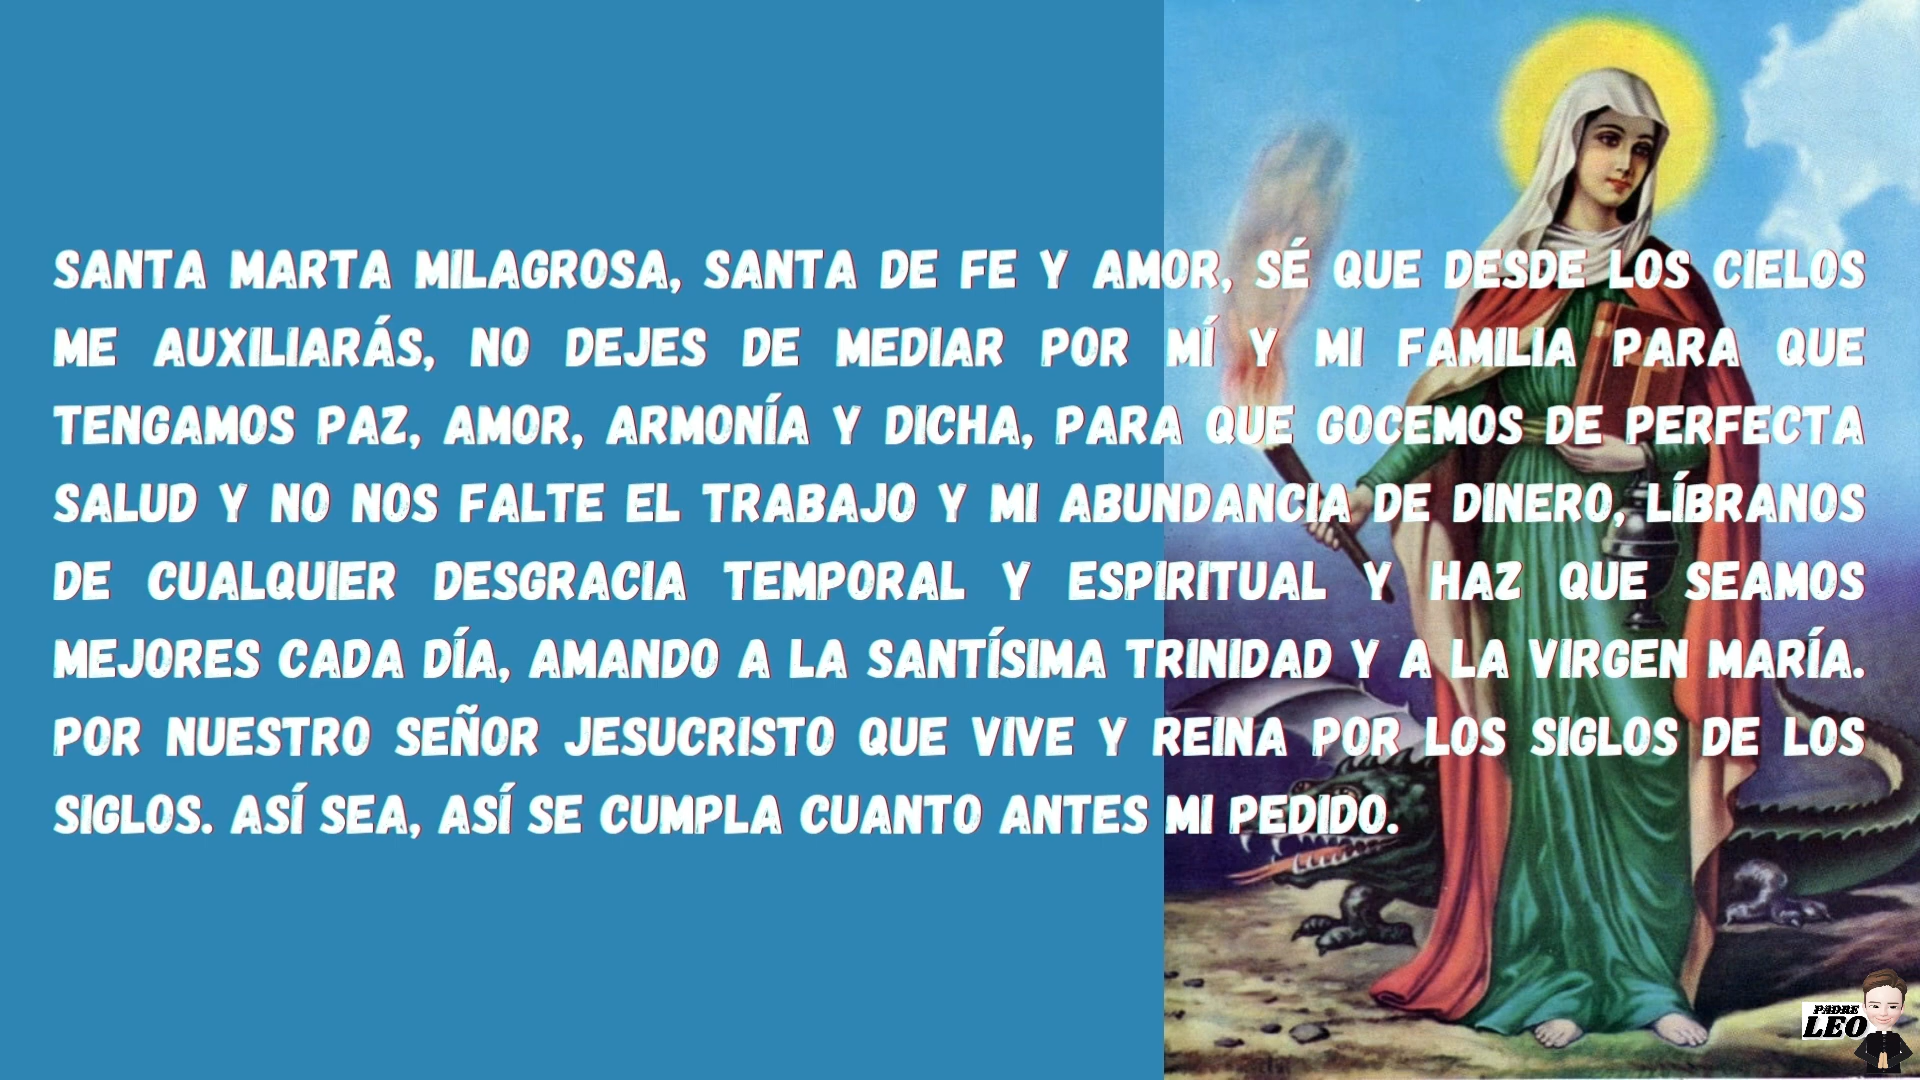 SANTA MARTA MILAGROSA, SANTA DE FE Y AMOR, SÉ QUE DESDE LOS CIELOS
ME AUXILIARÁS, NO DEJES DE MEDIAR POR MÍ Y MI FAMILIA PARA QUE
TENGAMOS PAZ, AMOR, ARMONÍA Y DICHA, PARA QUE GOCEMOS DE PERFECTA
SALUD Y NO NOS FALTE EL TRABAJO Y MI ABUNDANCIA DE DINERO, LÍBRANOS
DE CUALQUIER DESGRACIA TEMPORAL Y ESPIRITUAL Y HAZ QUE SEAMOS
MEJORES CADA DÍA, AMANDO A LA SANTÍSIMA TRINIDAD Y A LA VIRGEN MARÍA.
POR NUESTRO SEÑOR JESUCRISTO QUE VIVE Y REINA POR LOS SIGLOS DE LOS
SIGLOS. ASÍ SEA, ASÍ SE CUMPLA CUANTO ANTES MI PEDIDO.
PADRE
LEO